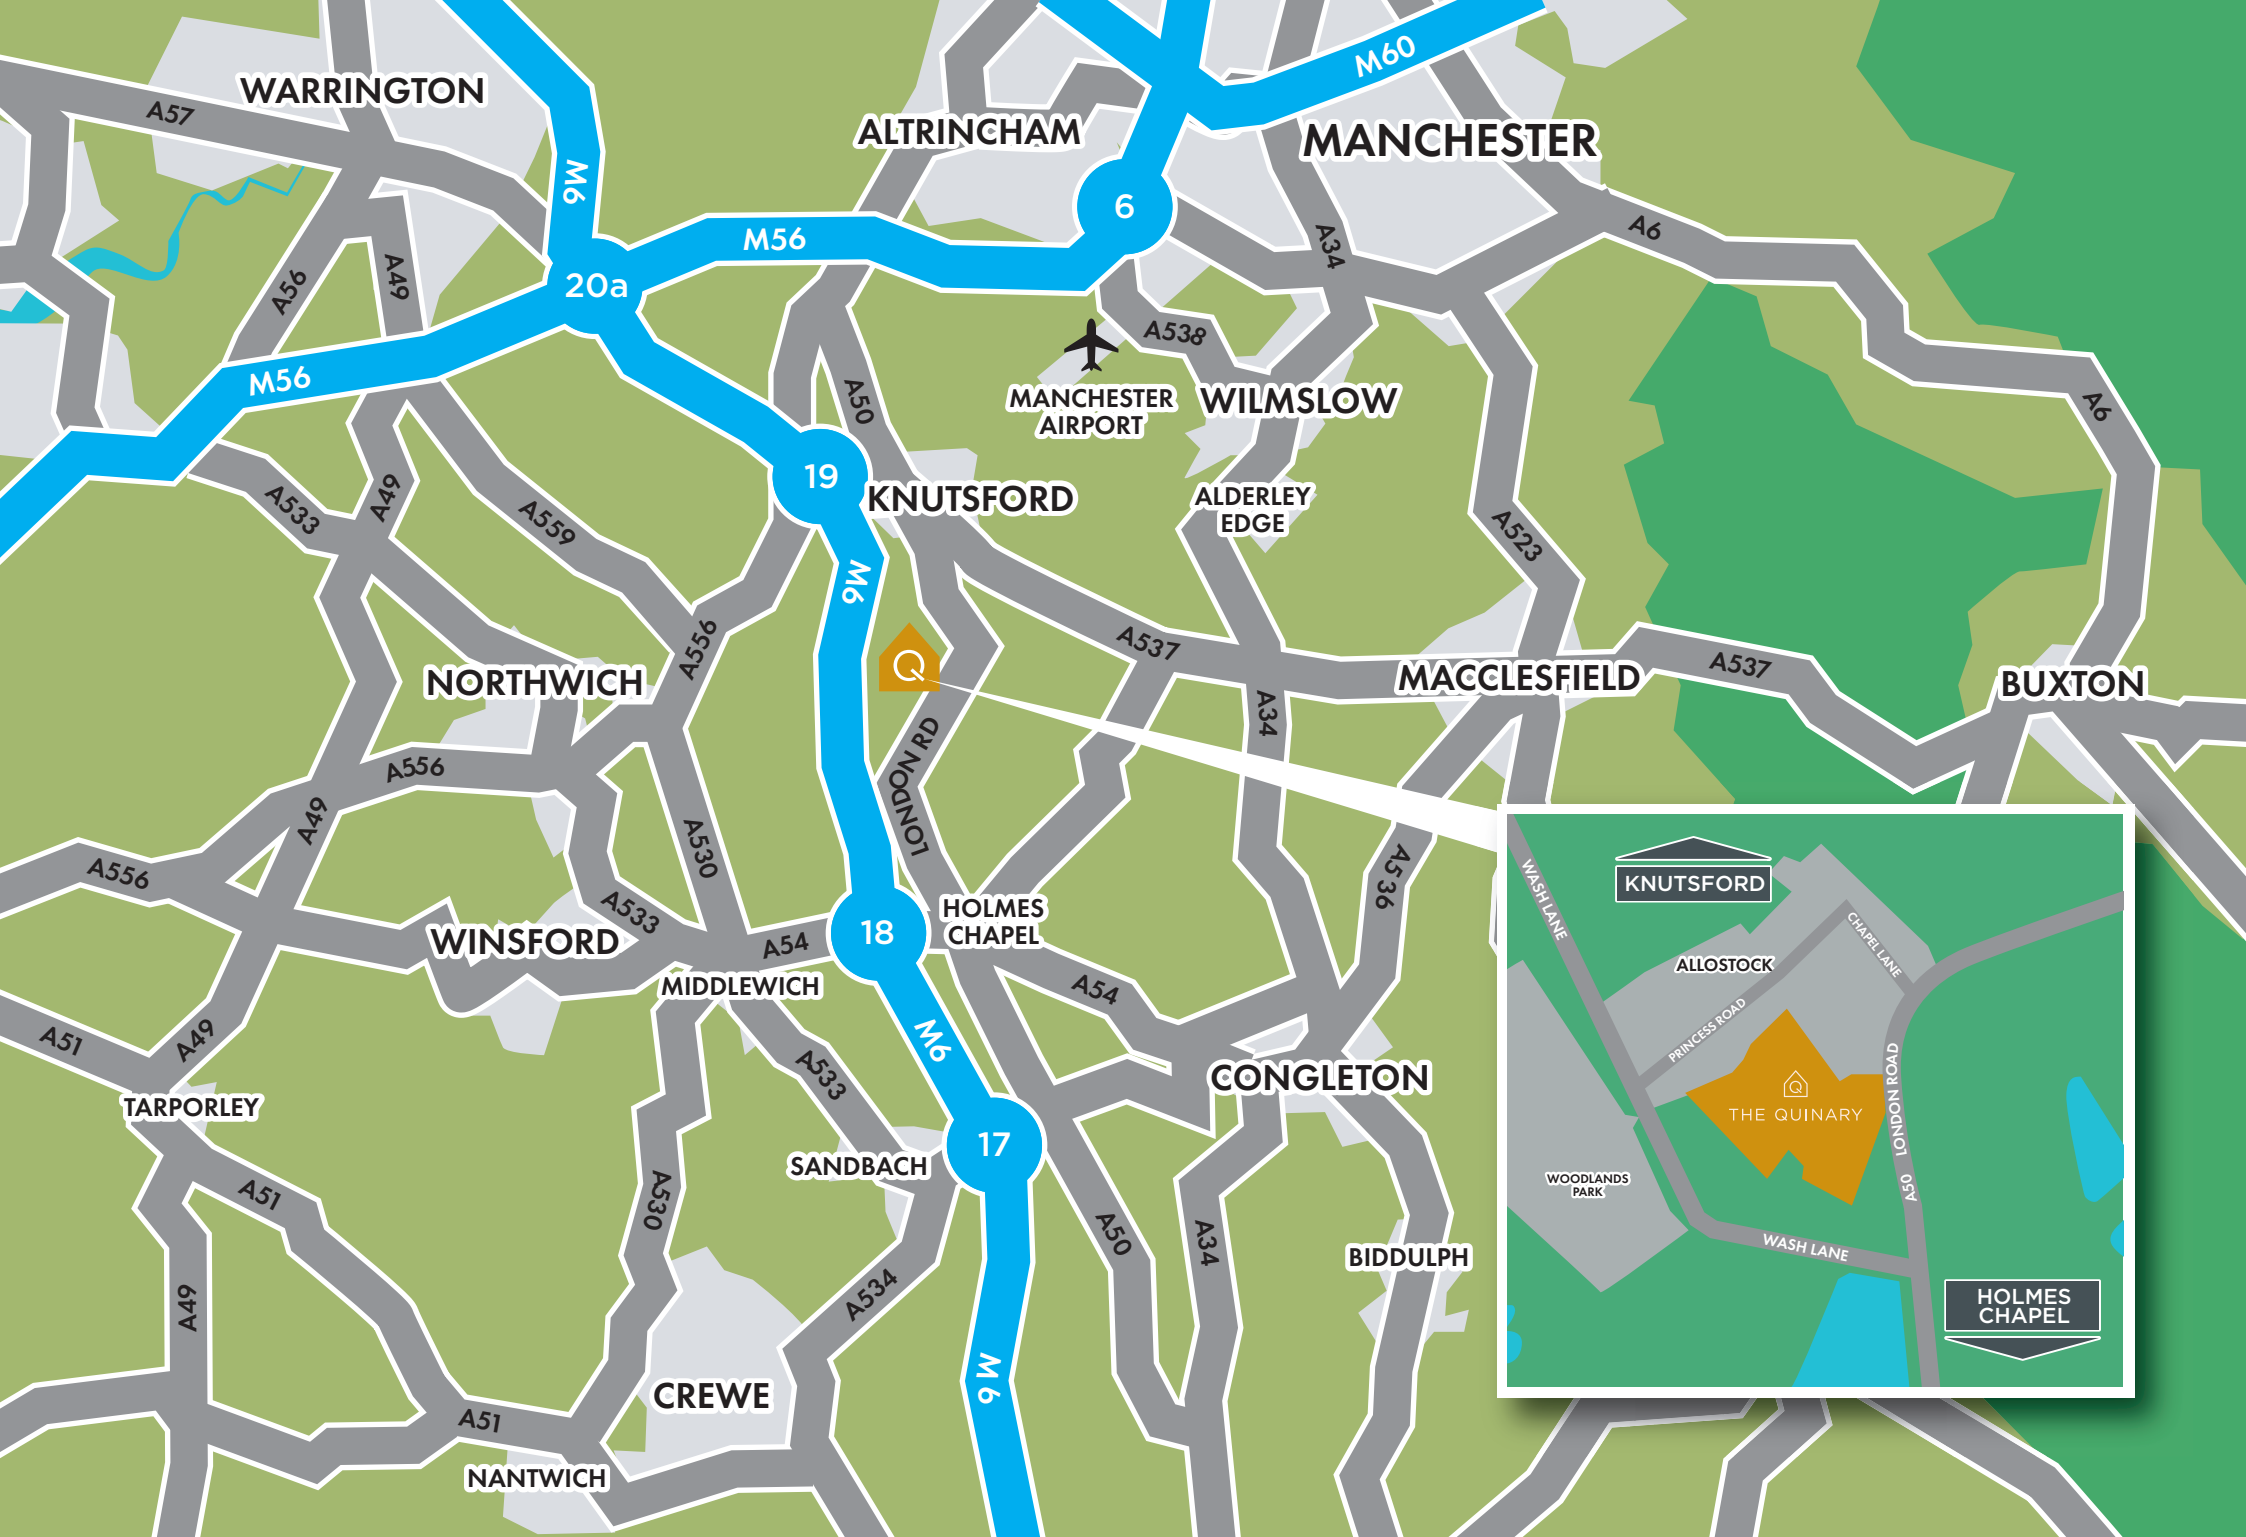 M60
WARRINGTON
A57
ALTRINCHAM
MANCHESTER
M6
6
A6
M56
A34
A49
A56
20a
A538
M56
MANCHESTER
AIRPORT
WILMSLOW
A50
A6
19
KNUTSFORD
ALDERLEY
EDGE
A533
A49
A559
A523
M6
A556
A537
Q
A537
NORTHWICH
MACCLESFIELD
BUXTON
A34
LONDON RD
LONDON
A556
A49
A530
A536
A556
A533
WINSFORD
A54
18
HOLMES
CHAPEL
MIDDLEWICH
A54
A51
A49
M6
A533
CONGLETON
TARPORLEY
17
SANDBACH
A51
A530
A50
A34
BIDDULPH
A49
A534
M6
CREWE
A51
NANTWICH
KNUTSFORD
WASH LANE
CHAPEL LANE
ALLOSTOCK
PRINCESS ROAD
LONDON ROAD
Q
THE QUINARY
WOODLANDS
PARK
A50
WASH LANE
HOLMES
CHAPEL